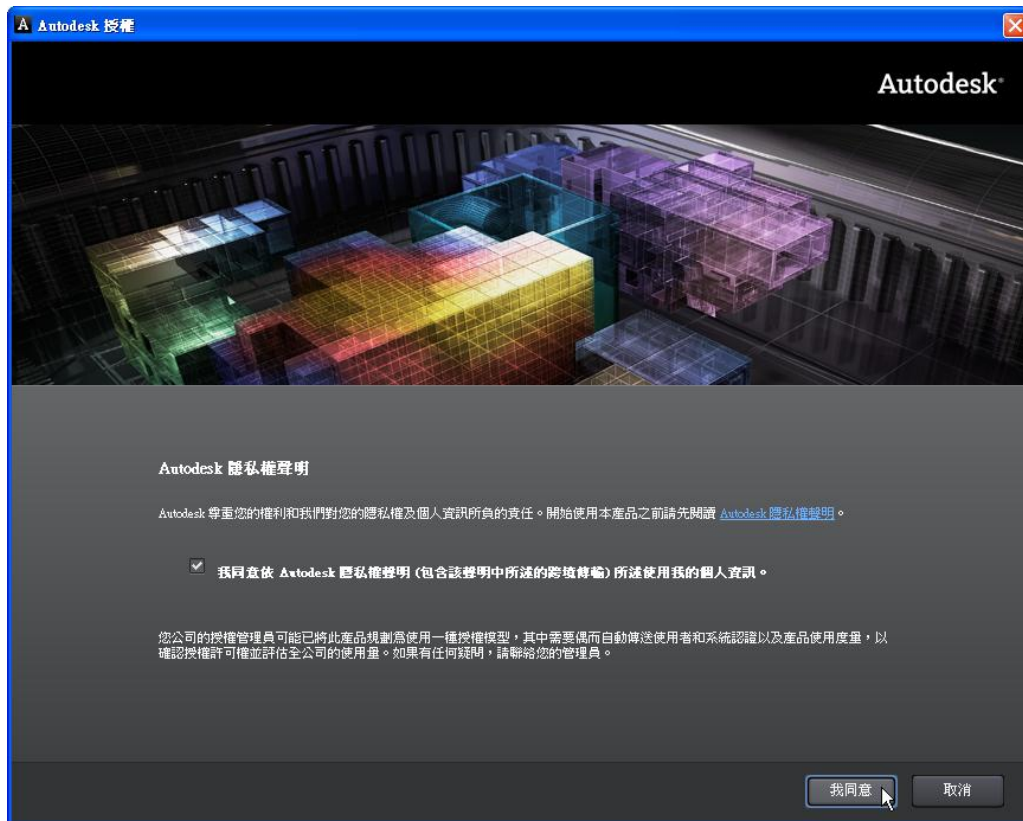 Autodesk 授權
Autodesk
Autodesk 隱私權聲明
Autodesk 尊重您的權利和我們對您的隱私權及個人資訊所負的責任。開始使用本產品之前請先閱讀 Autodesk 隱私權聲明。
我同意依 Autodesk 隱私權聲明 (包含該聲明中所述的跨境傳輸) 所述使用我的個人資訊。
您公司的授權管理員可能已將此產品規劃為使用一種授權模型，其中需要偶而自動傳送使用者和系統認證以及產品使用度量，以
確認授權許可權並評估全公司的使用量。如果有任何疑問，請聯絡您的管理員。
我同意
取消